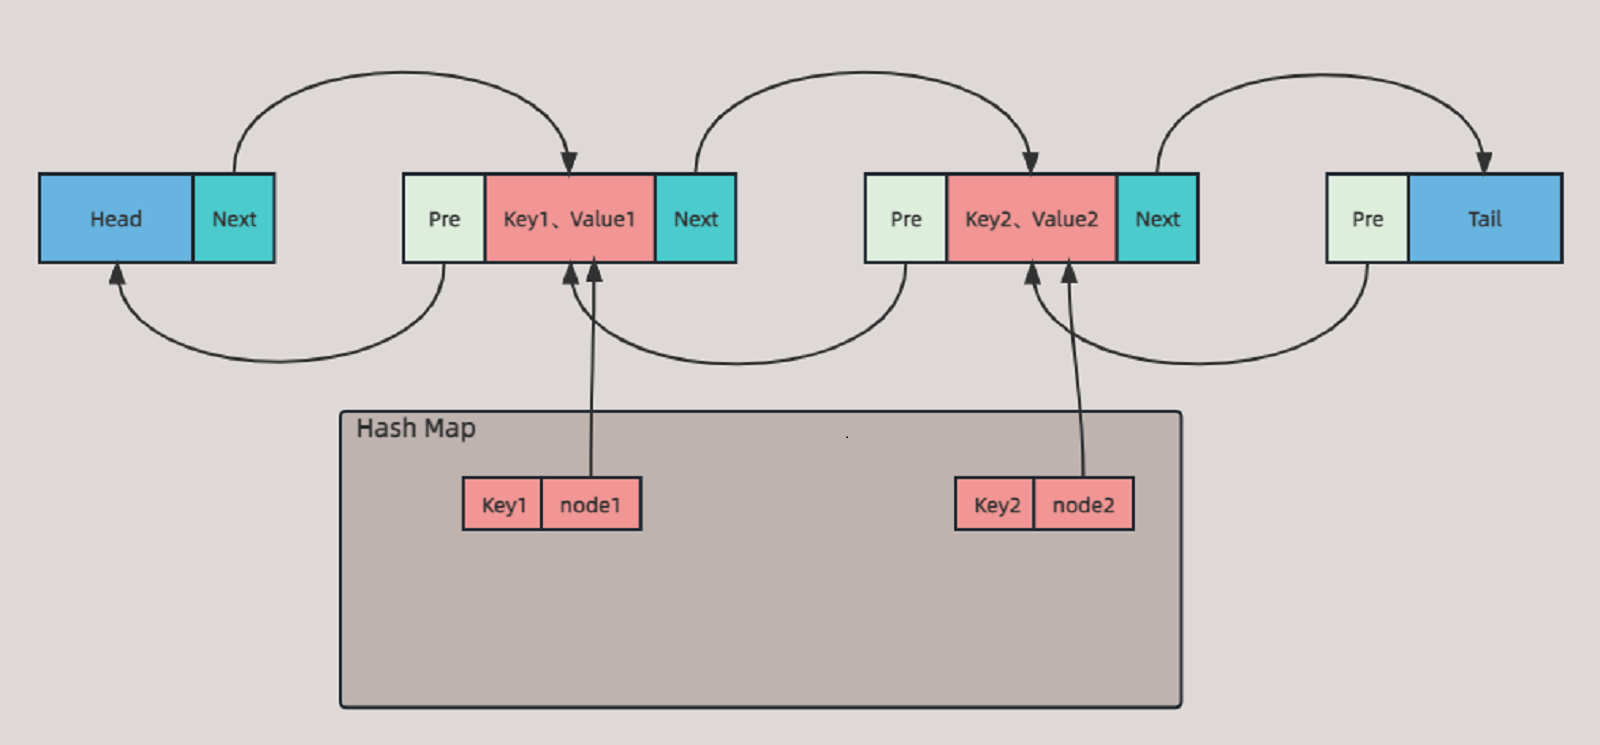 Head Next Pre Key1、Value1 Next Pre Key2、Value2 Next Pre Tail
Hash Map
Key1 node1 Key2 node2